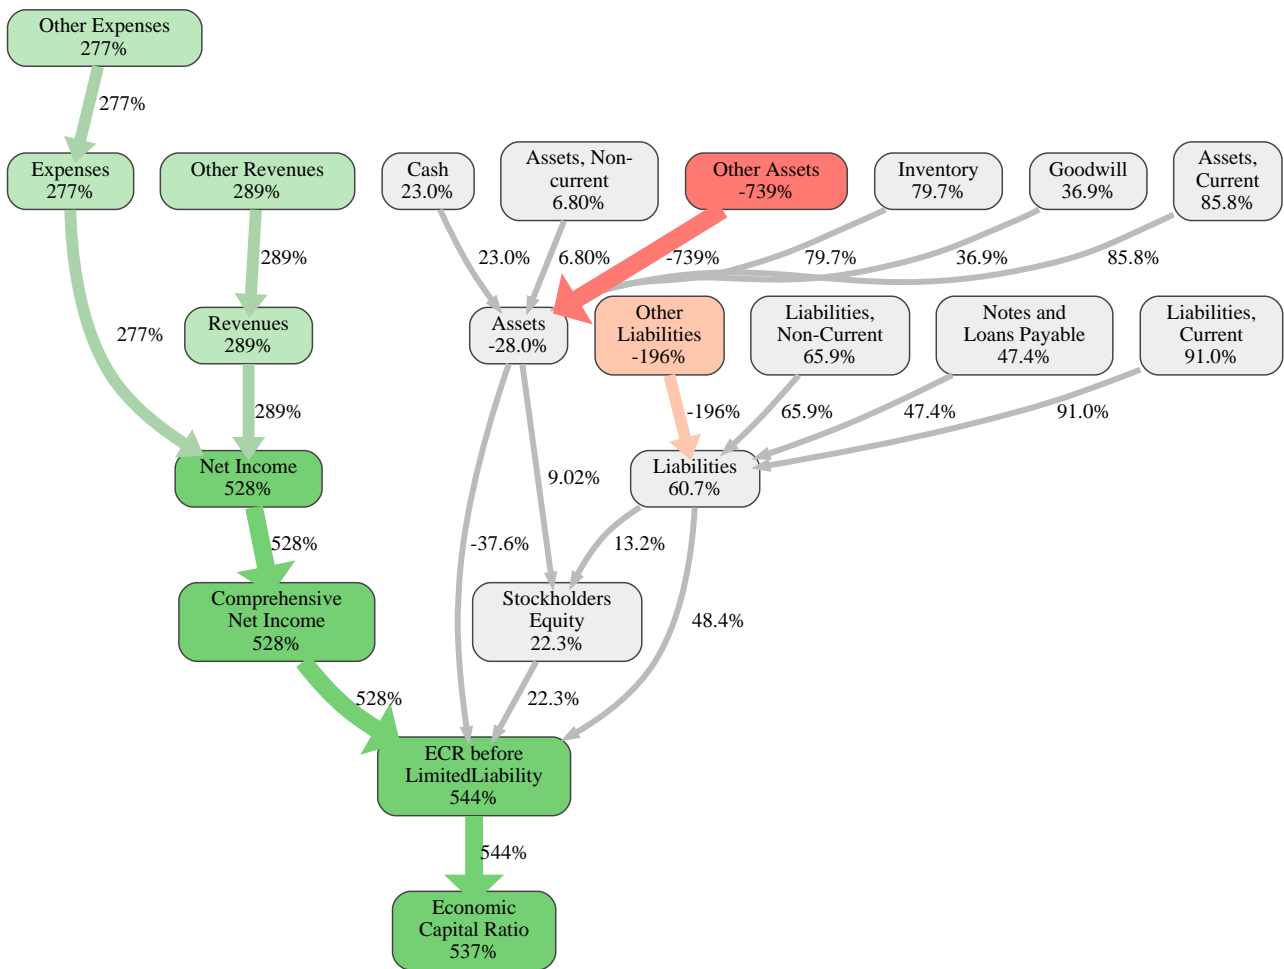 Other Expenses
277%
277%
Expenses
277%
Other Revenues
289%
Cash
23.0%
Assets, Non-
current
6.80%
Other Assets
-739%
Inventory
79.7%
Goodwill
36.9%
Assets,
Current
85.8%
289%
23.0%
6.80%
-739%
79.7%
36.9%
85.8%
277%
Revenues
289%
Assets
-28.0%
Other
Liabilities
-196%
Liabilities,
Non-Current
65.9%
Notes and
Loans Payable
47.4%
Liabilities,
Current
91.0%
289%
-196%
65.9%
47.4%
91.0%
Net Income
528%
9.02%
Liabilities
60.7%
528%
-37.6%
13.2%
Comprehensive
Net Income
528%
Stockholders
Equity
22.3%
48.4%
528%
22.3%
ECR before
LimitedLiability
544%
544%
Economic
Capital Ratio
537%